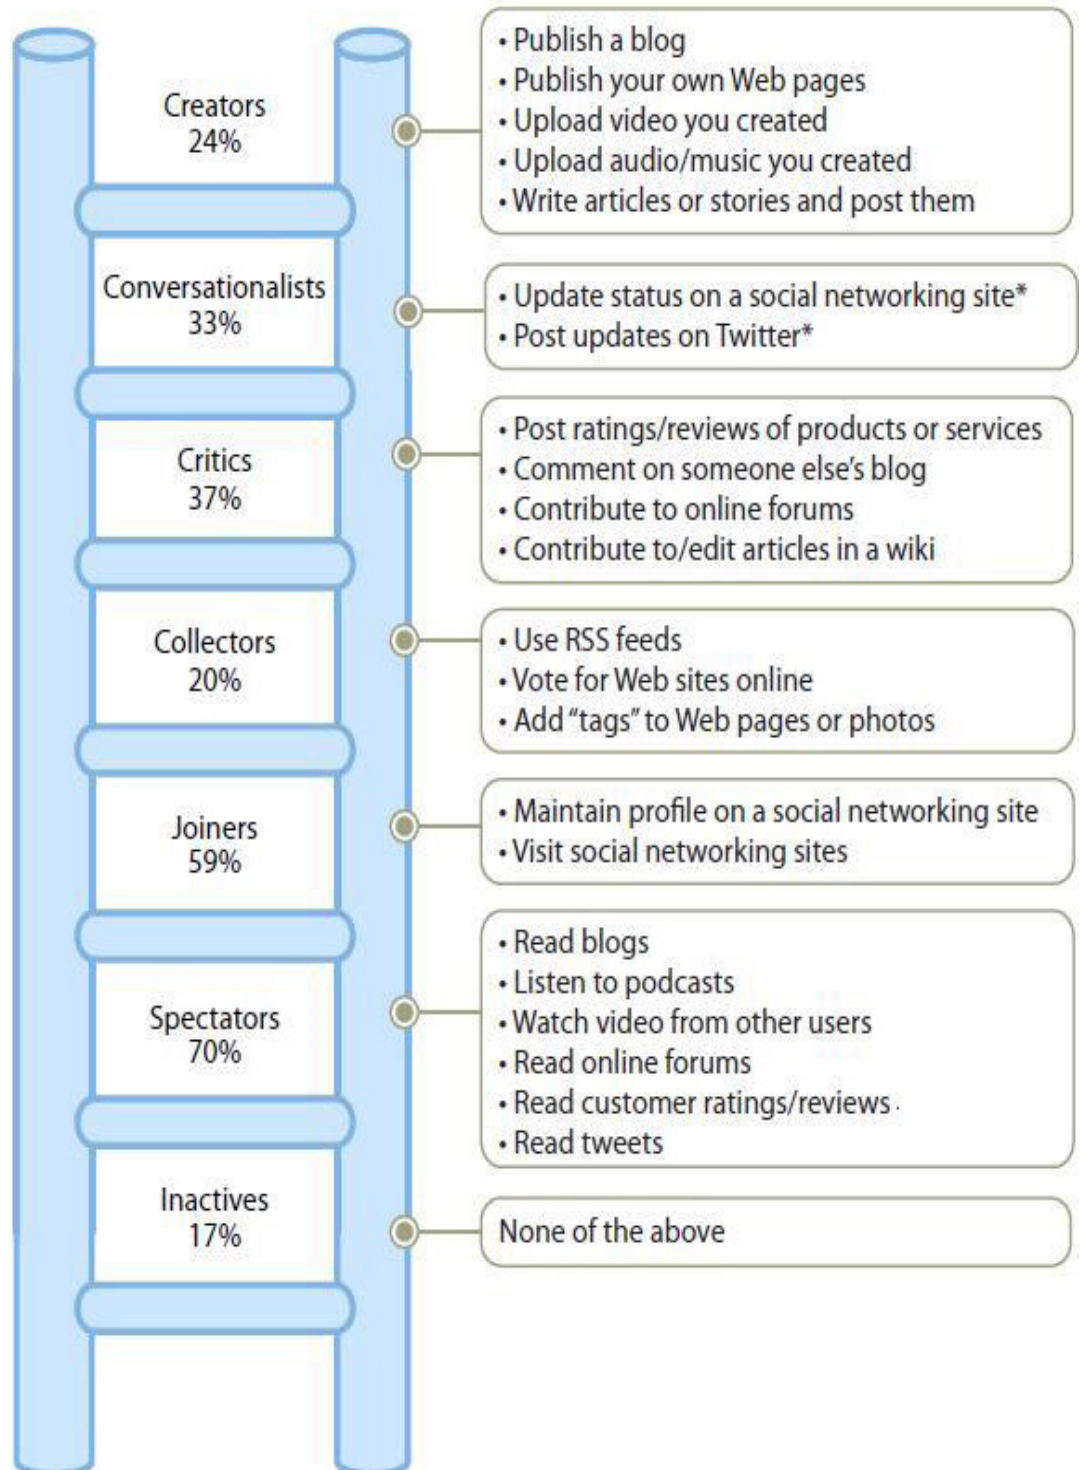 Creators
24%
• Publish a blog
• Publish your own Web pages
• Upload video you created
• Upload audio/music you created
• Write articles or stories and post them
Conversationalists
33%
• Update status on a social networking site*
• Post updates on Twitter*
Critics
37%
• Post ratings/reviews of products or services
• Comment on someone else’s blog
• Contribute to online forums
• Contribute to/edit articles in a wiki
Collectors
20%
• Use RSS feeds
• Vote for Web sites online
• Add “tags” to Web pages or photos
Joiners
59%
• Maintain profile on a social networking site
• Visit social networking sites
Spectators
70%
• Read blogs
• Listen to podcasts
• Watch video from other users
• Read online forums
• Read customer ratings/reviews .
• Read tweets
Inactives
17%
None of the above